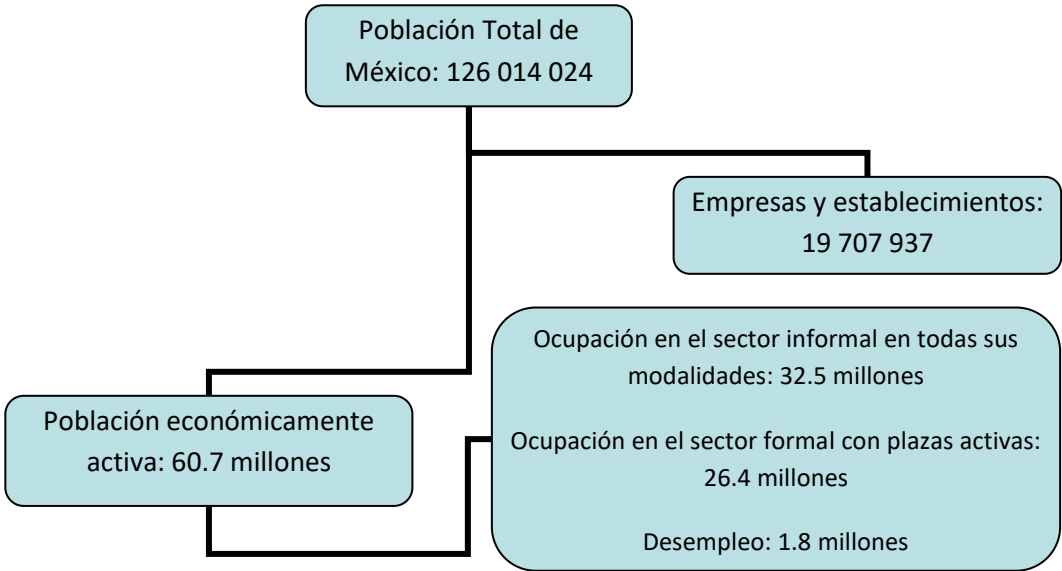 Población Total de
México: 126 014 024
Empresas y establecimientos:
19 707 937
Ocupación en el sector informal en todas sus
modalidades: 32.5 millones
Ocupación en el sector formal con plazas activas:
26.4 millones
Desempleo: 1.8 millones
Población económicamente
activa: 60.7 millones